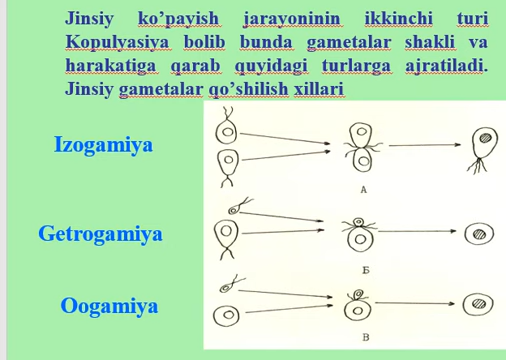 Jinsiy ko’payish jarayoninin ikkinchi turi
Kopulyasiya bolib bunda gametalar shakli va
harakatiga qarab quyidagi turlarga ajratiladi.
Jinsiy gametalar qo’shilish xillari
Izogamiya
А
Getrogamiya
Б
Oogamiya
В